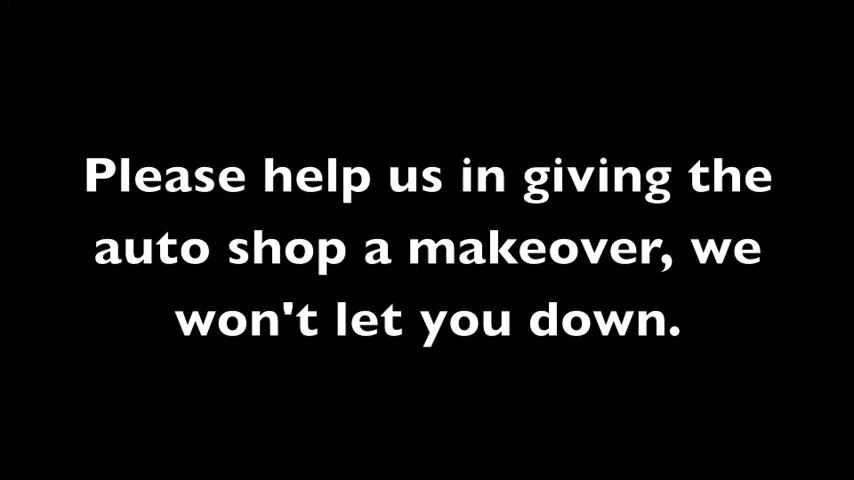 Please help us in giving the
auto shop a makeover, we
won't let you down.